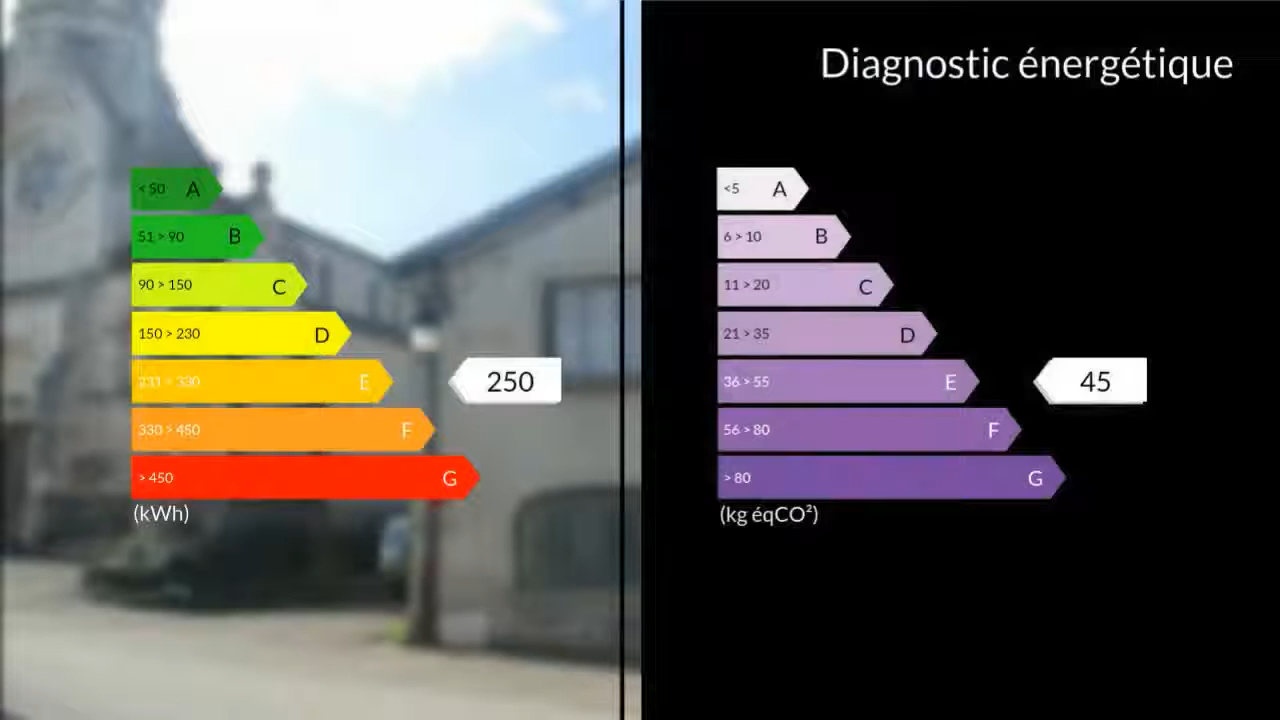 Diagnostic énergétique
< 50 A
51 > 90 B
90 > 150 C
150 > 230 D
231 > 330 E
250
330 > 450 F
> 450 G
(kWh)
<5 A
6 > 10 B
11 > 20 C
21 > 35 D
36 > 55 E
45
56 > 80 F
> 80 G
(kg éqCO²)